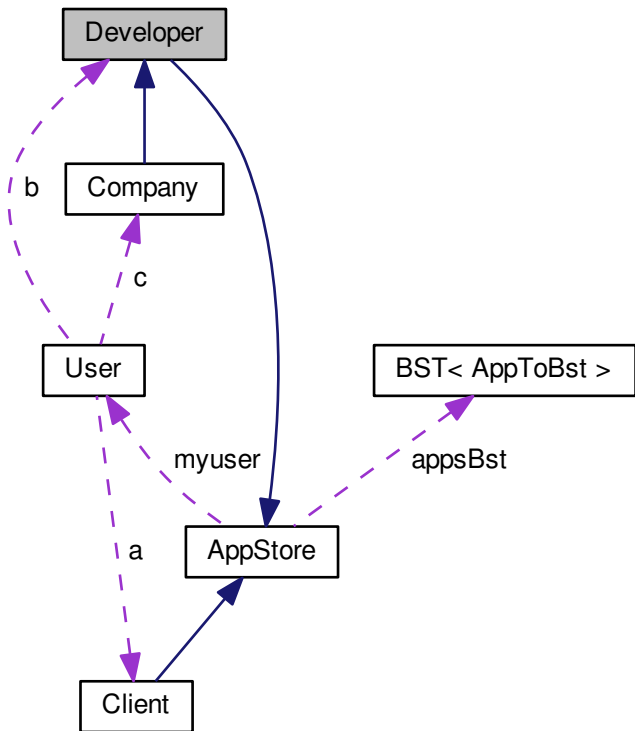 Developer
Company
b
c
User
BST< AppToBst >
myuser
appsBst
a
AppStore
Client